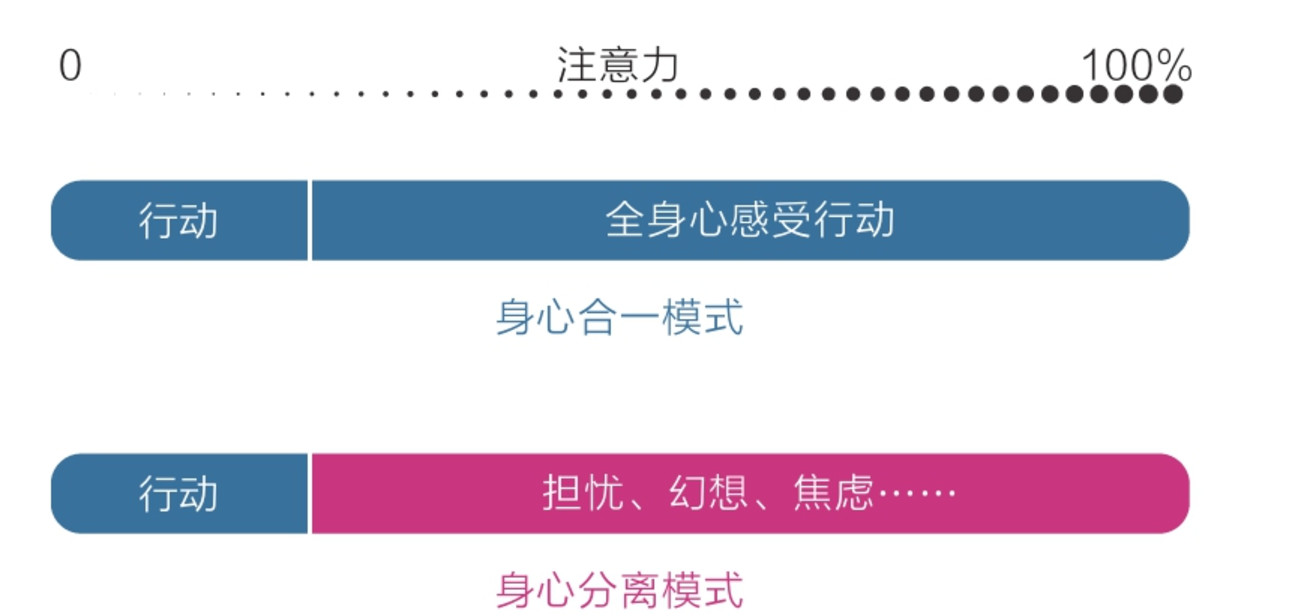 0 注意力 100%
行动 全身心感受行动
身心合一模式
行动 担忧、幻想、焦虑……
身心分离模式